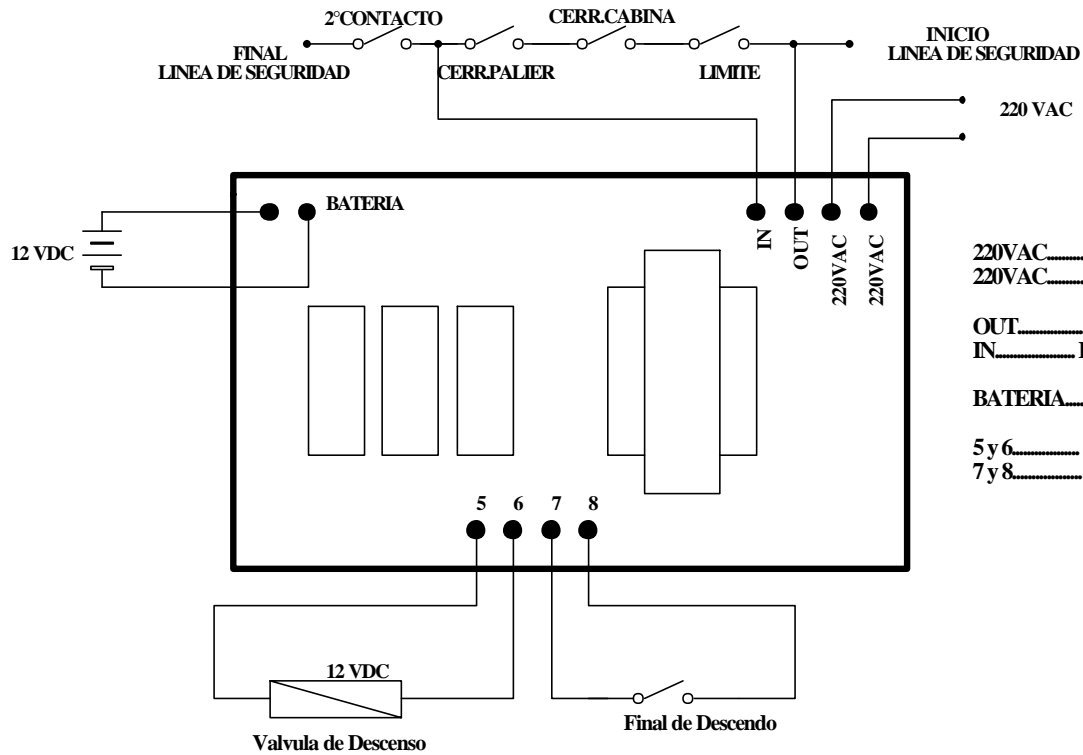 2°CONTACTO
CERR.CABINA
FINAL
LINEA DE SEGURIDAD
CERR.PALIER
LIMITE
INICIO
LINEA DE SEGURIDAD
220 VAC
BATERIA
12 VDC
IN
OUT
220VAC
220VAC
220VAC..........
220VAC..........
OUT..................
IN.....................
BATERIA.....
5 y 6..................
7 y 8..................
5 6 7 8
12 VDC
Valvula de Descenso
Final de Descendo